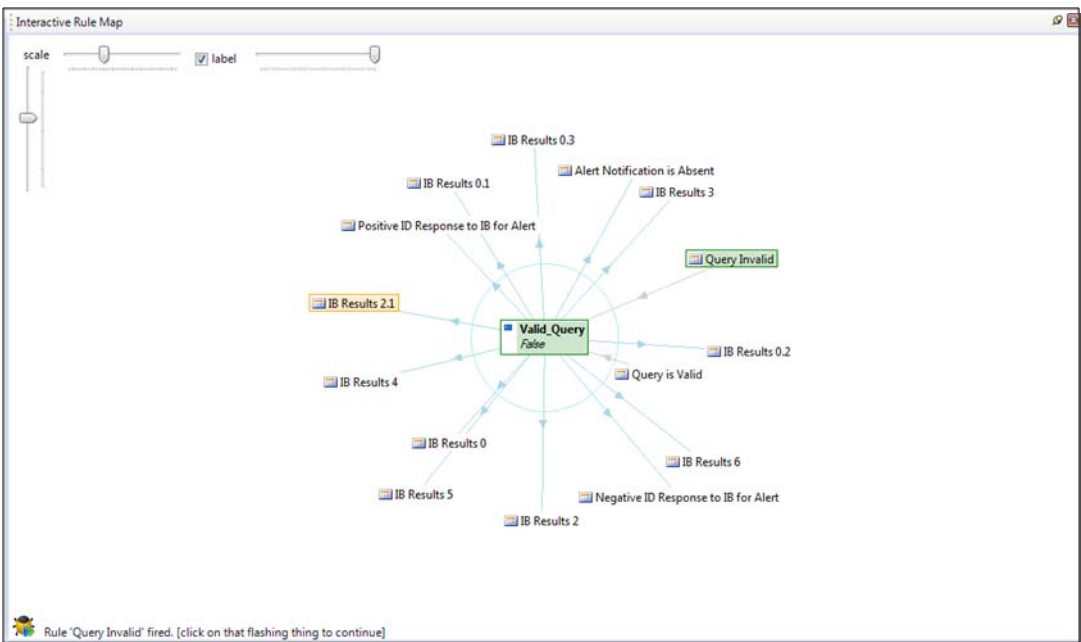 Interactive Rule Map
scale
label
IB Results 0.3
Alert Notification is Absent
IB Results 0.1
IB Results 3
Positive ID Response to IB for Alert
Query Invalid
IB Results 2.1
Valid_Query
False
IB Results 0.2
Query is Valid
IB Results 4
IB Results 0
IB Results 6
IB Results 5
Negative ID Response to IB for Alert
IB Results 2
Rule 'Query Invalid' fired. [click on that flashing thing to continue]